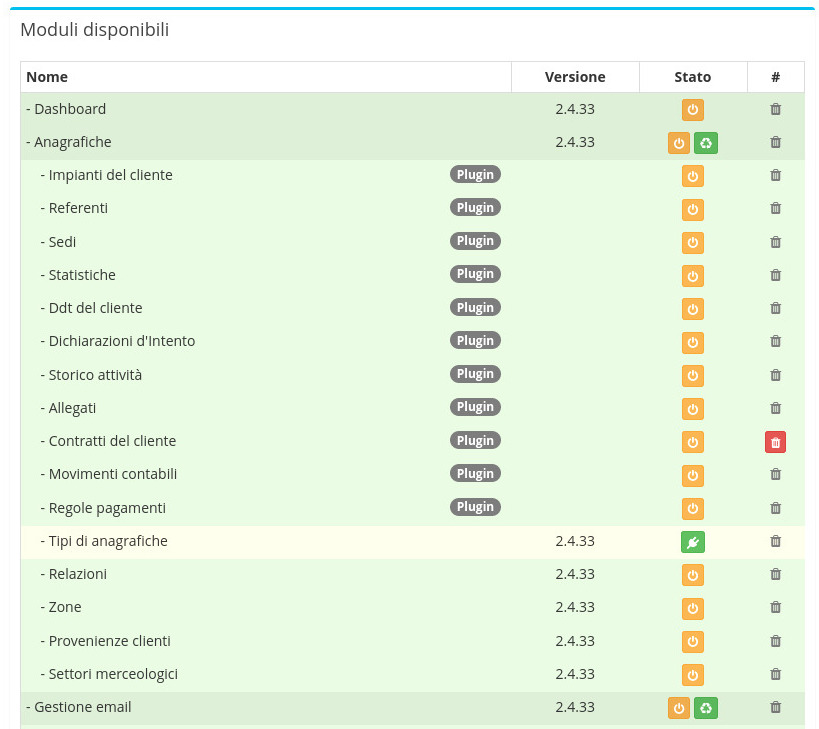 Moduli disponibili
Nome Versione Stato #
- Dashboard 2.4.33
- Anagrafiche 2.4.33
- Impianti del cliente Plugin
- Referenti Plugin
- Sedi Plugin
- Statistiche Plugin
- Ddt del cliente Plugin
- Dichiarazioni d'Intento Plugin
- Storico attività Plugin
- Allegati Plugin
- Contratti del cliente Plugin
- Movimenti contabili Plugin
- Regole pagamenti Plugin
- Tipi di anagrafiche 2.4.33
- Relazioni 2.4.33
- Zone 2.4.33
- Provenienze clienti 2.4.33
- Settori merceologici 2.4.33
- Gestione email 2.4.33